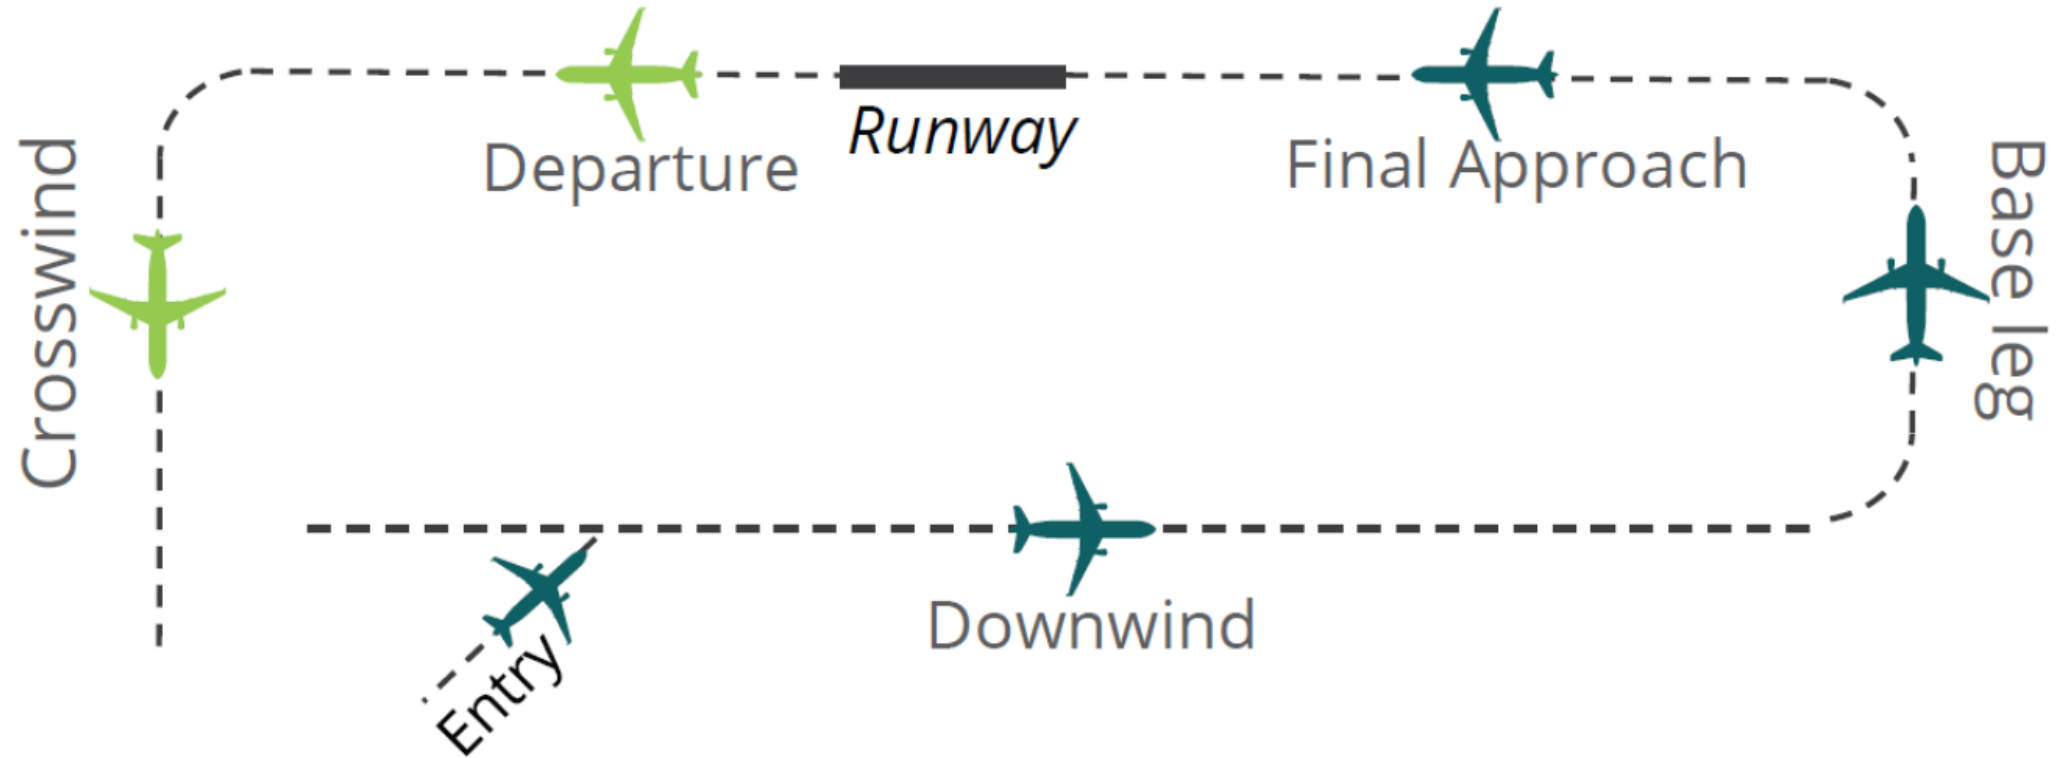 Runway
Departure
Final Approach
Crosswind
Base leg
Downwind
Entry